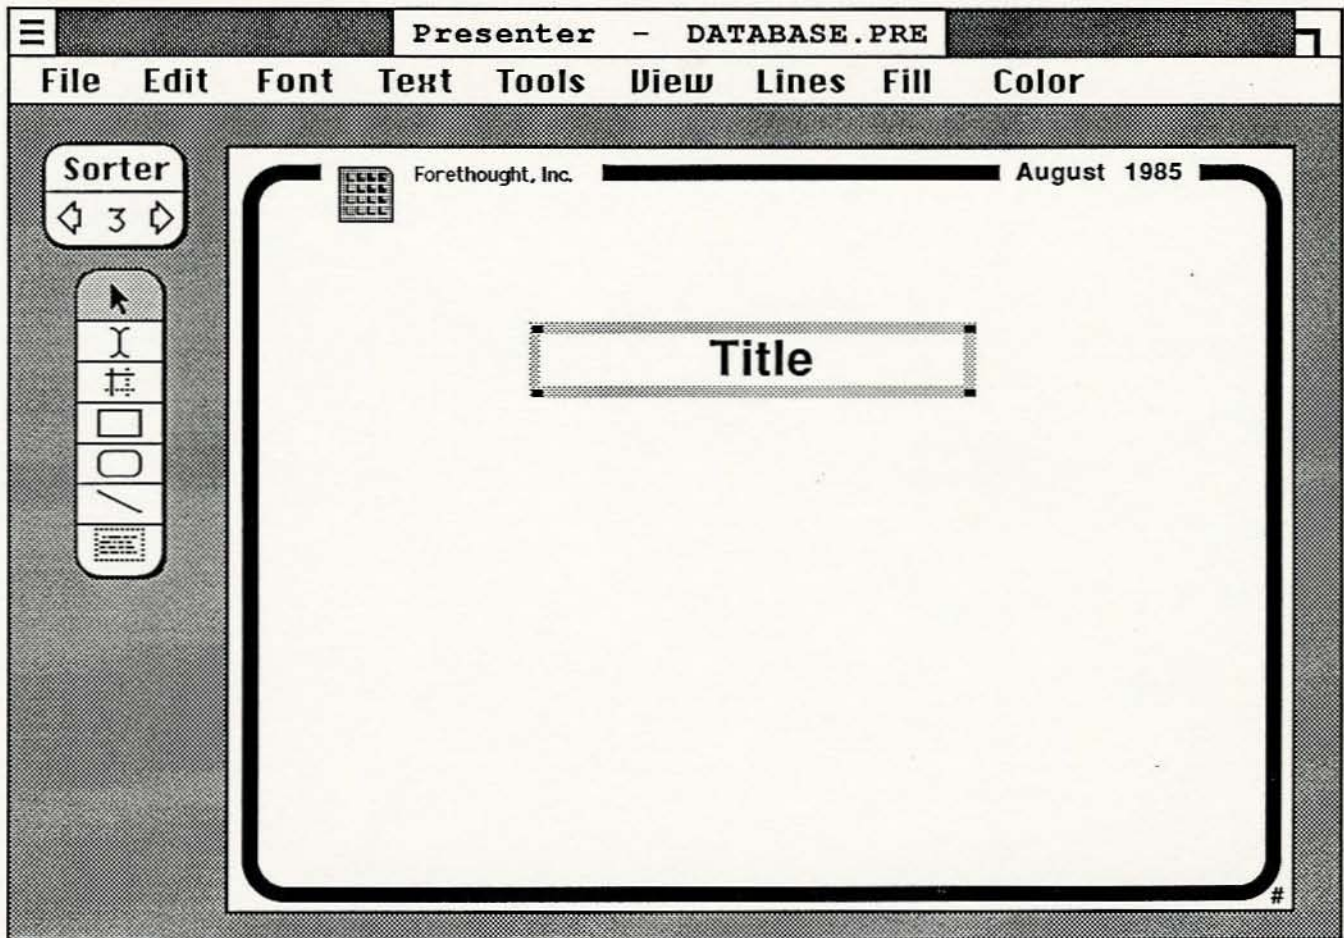 Presenter - DATABASE.PRE
File Edit Font Text Tools View Lines Fill Color
Sorter
3
Forethought, Inc.
August 1985
Title
#